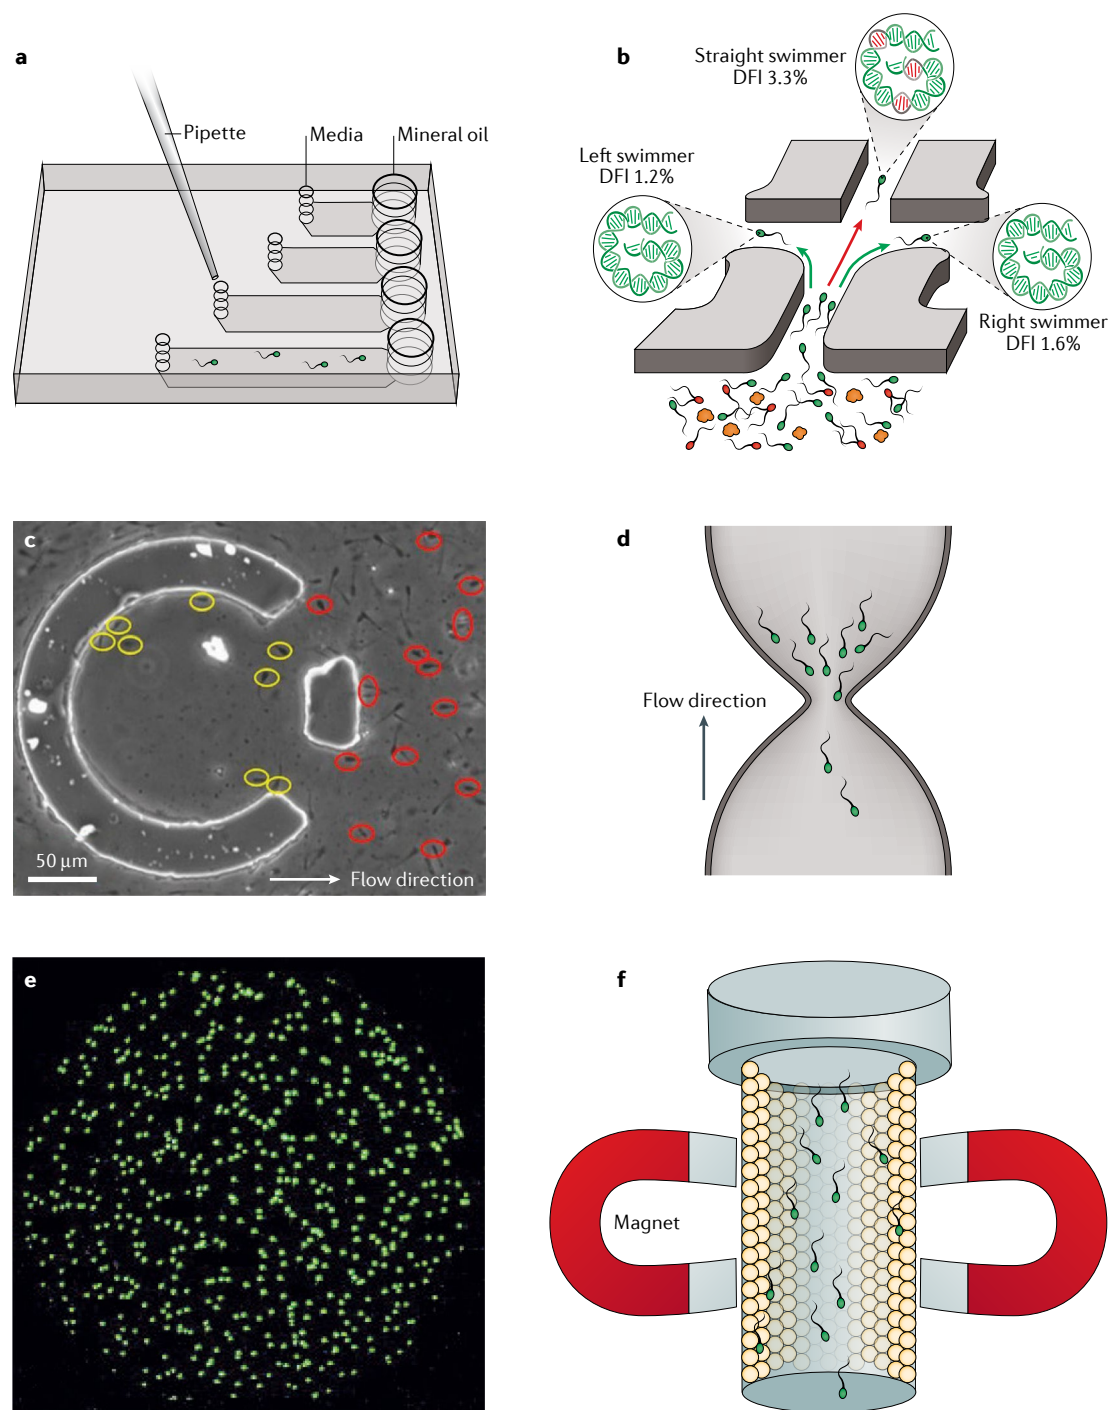 a
Pipette
Media
Mineral oil
b
Straight swimmer
DFI 3.3%
Left swimmer
DFI 1.2%
Right swimmer
DFI 1.6%
c
50 µm
Flow direction
d
Flow direction
e
f
Magnet